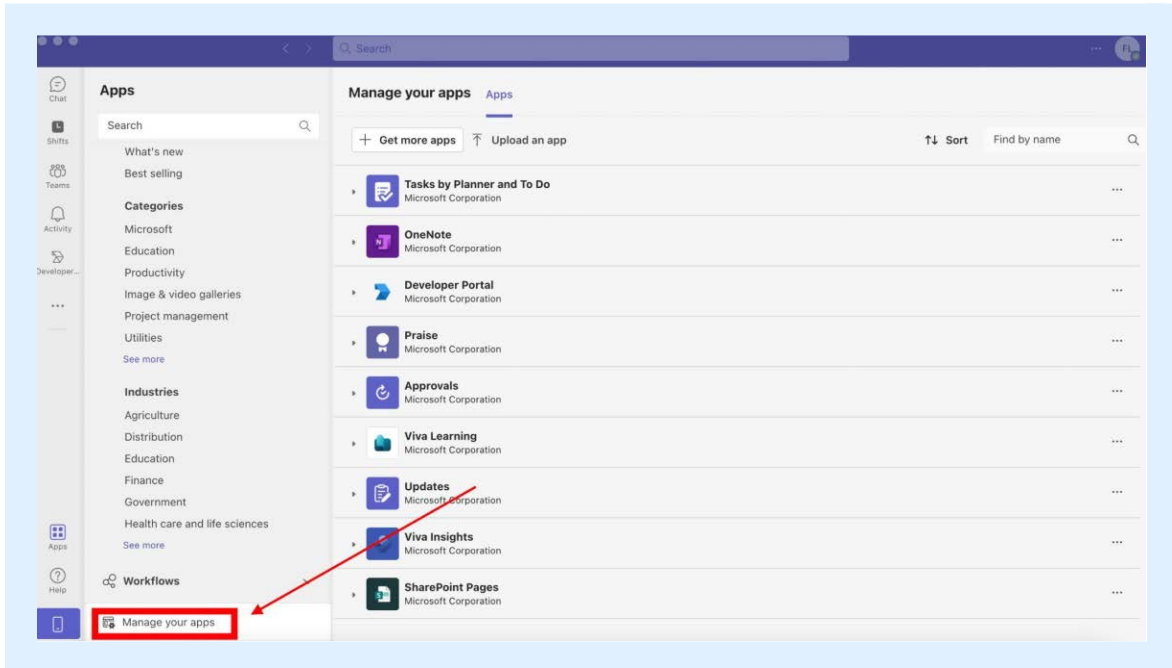 Search
FL
Chat
Shifts
Teams
Activity
Developer...
Apps
Help
Apps
Search
What's new
Best selling
Categories
Microsoft
Education
Productivity
Image & video galleries
Project management
Utilities
See more
Industries
Agriculture
Distribution
Education
Finance
Government
Health care and life sciences
See more
Workflows
Manage your apps
Manage your apps Apps
Get more apps Upload an app Sort Find by name
Tasks by Planner and To Do
Microsoft Corporation
OneNote
Microsoft Corporation
Developer Portal
Microsoft Corporation
Praise
Microsoft Corporation
Approvals
Microsoft Corporation
Viva Learning
Microsoft Corporation
Updates
Microsoft Corporation
Viva Insights
Microsoft Corporation
SharePoint Pages
Microsoft Corporation